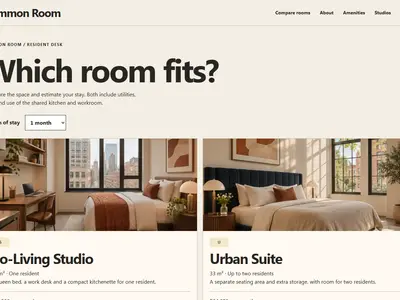 mmon Room
Compare rooms About Amenities Studios
ON ROOM / RESIDENT DESK
Which room fits?
are the space and estimate your stay. Both include utilities,
nd use of the shared kitchen and workroom.
n of stay 1 month
o-Living Studio
Urban Suite
m² · One resident
33 m² · Up to two residents
ueen bed, a work desk and a compact kitchenette for one resident.
A separate seating area and extra storage, with room for two residents.